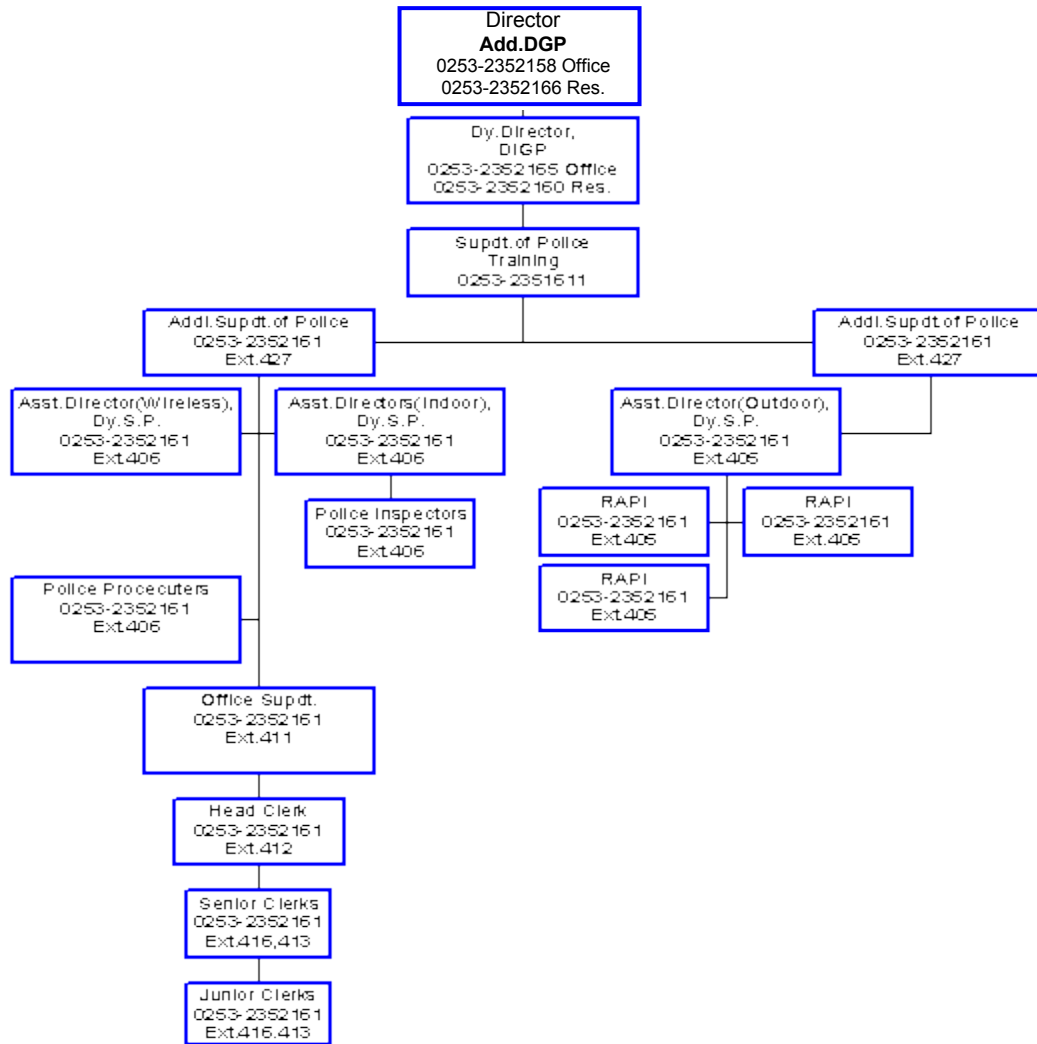 Director
Add.DGP
0253-2352158 Office
0253-2352166 Res.
Dy.Director,
DIGP
0253-2352165 Office
0253-2352160 Res.
Supdt.of Police
Training
0253-2351611
Addl.Supdt.of Police
0253-2352161
Ext.427
Addl.Supdt.of Police
0253-2352161
Ext.427
Asst.Director(Wireless),
Dy.S.P.
0253-2352161
Ext.406
Asst.Directors(Indoor),
Dy.S.P.
0253-2352161
Ext.406
Asst.Director(Outdoor),
Dy.S.P.
0253-2352161
Ext.405
Police Inspectors
0253-2352161
Ext.406
RAPI
0253-2352161
Ext.405
RAPI
0253-2352161
Ext.405
RAPI
0253-2352161
Ext.405
Police Procecuters
0253-2352161
Ext.406
Office Supdt.
0253-2352161
Ext.411
Head Clerk
0253-2352161
Ext.412
Senior Clerks
0253-2352161
Ext.416,413
Junior Clerks
0253-2352161
Ext.416.413